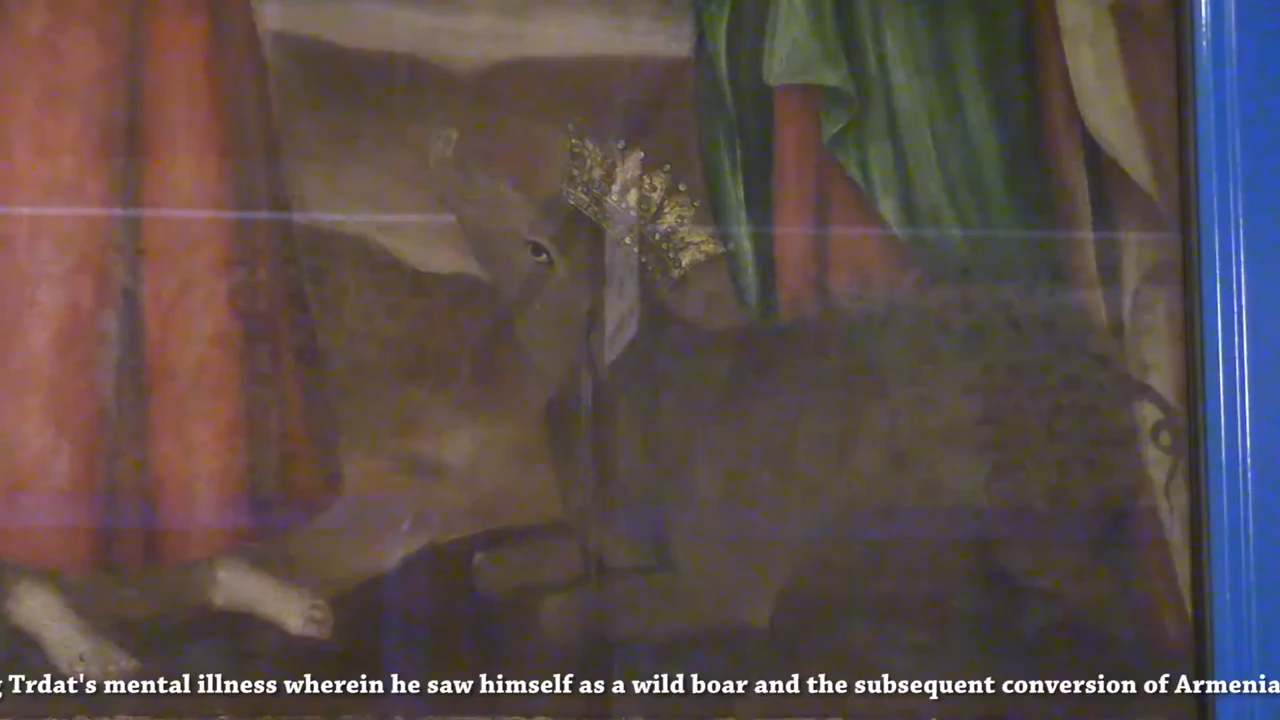 Trdat's mental illness wherein he saw himself as a wild boar and the subsequent conversion of Armenia